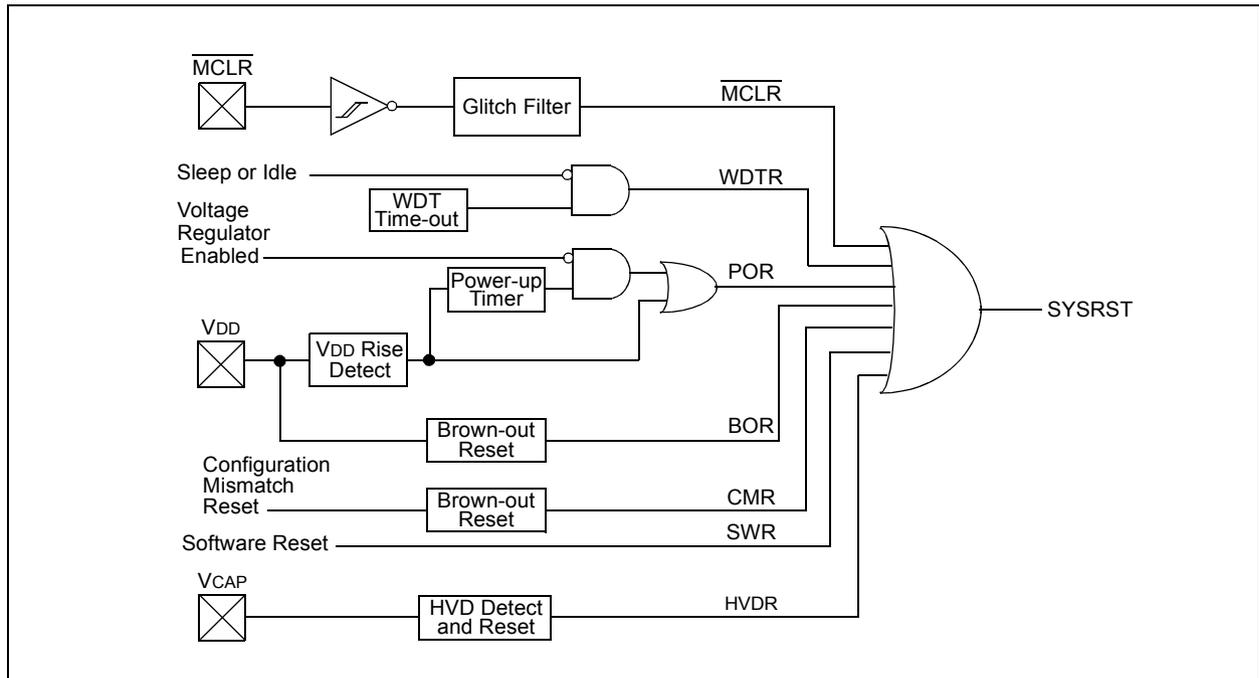 MCLR
Glitch Filter
MCLR
Sleep or Idle
WDT
Time-out
WDTR
Voltage
Regulator
Enabled
Power-up
Timer
POR
SYSRST
VDD
VDD Rise
Detect
Brown-out
Reset
BOR
Configuration
Mismatch
Reset
Brown-out
Reset
CMR
Software Reset
SWR
VCAP
HVD Detect
and Reset
HVDR